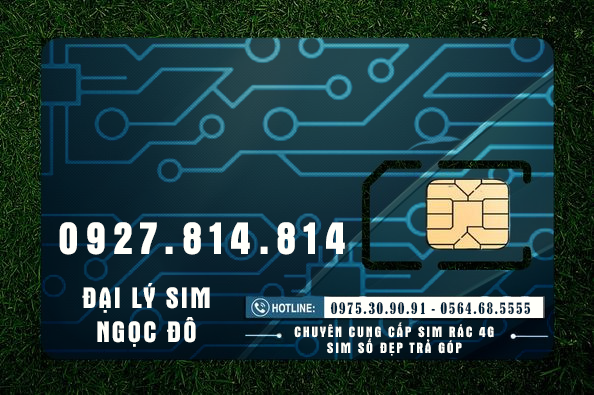 0927.814.814
ĐẠI LÝ SIM
NGỌC ĐÔ
HOTLINE: 0975.30.90.91 - 0564.68.5555
CHUYÊN CUNG CẤP SIM RÁC 4G
SIM SỐ ĐẸP TRẢ GÓP